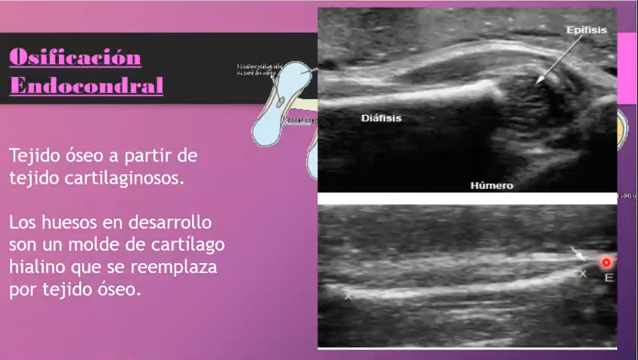 Osificación
Endocondral
Tejido óseo a partir de
tejido cartilaginosos.
Los huesos en desarrollo
son un molde de cartílago
hialino que se reemplaza
por tejido óseo.
Epífisis
Diáfisis
Húmero
X
X
E